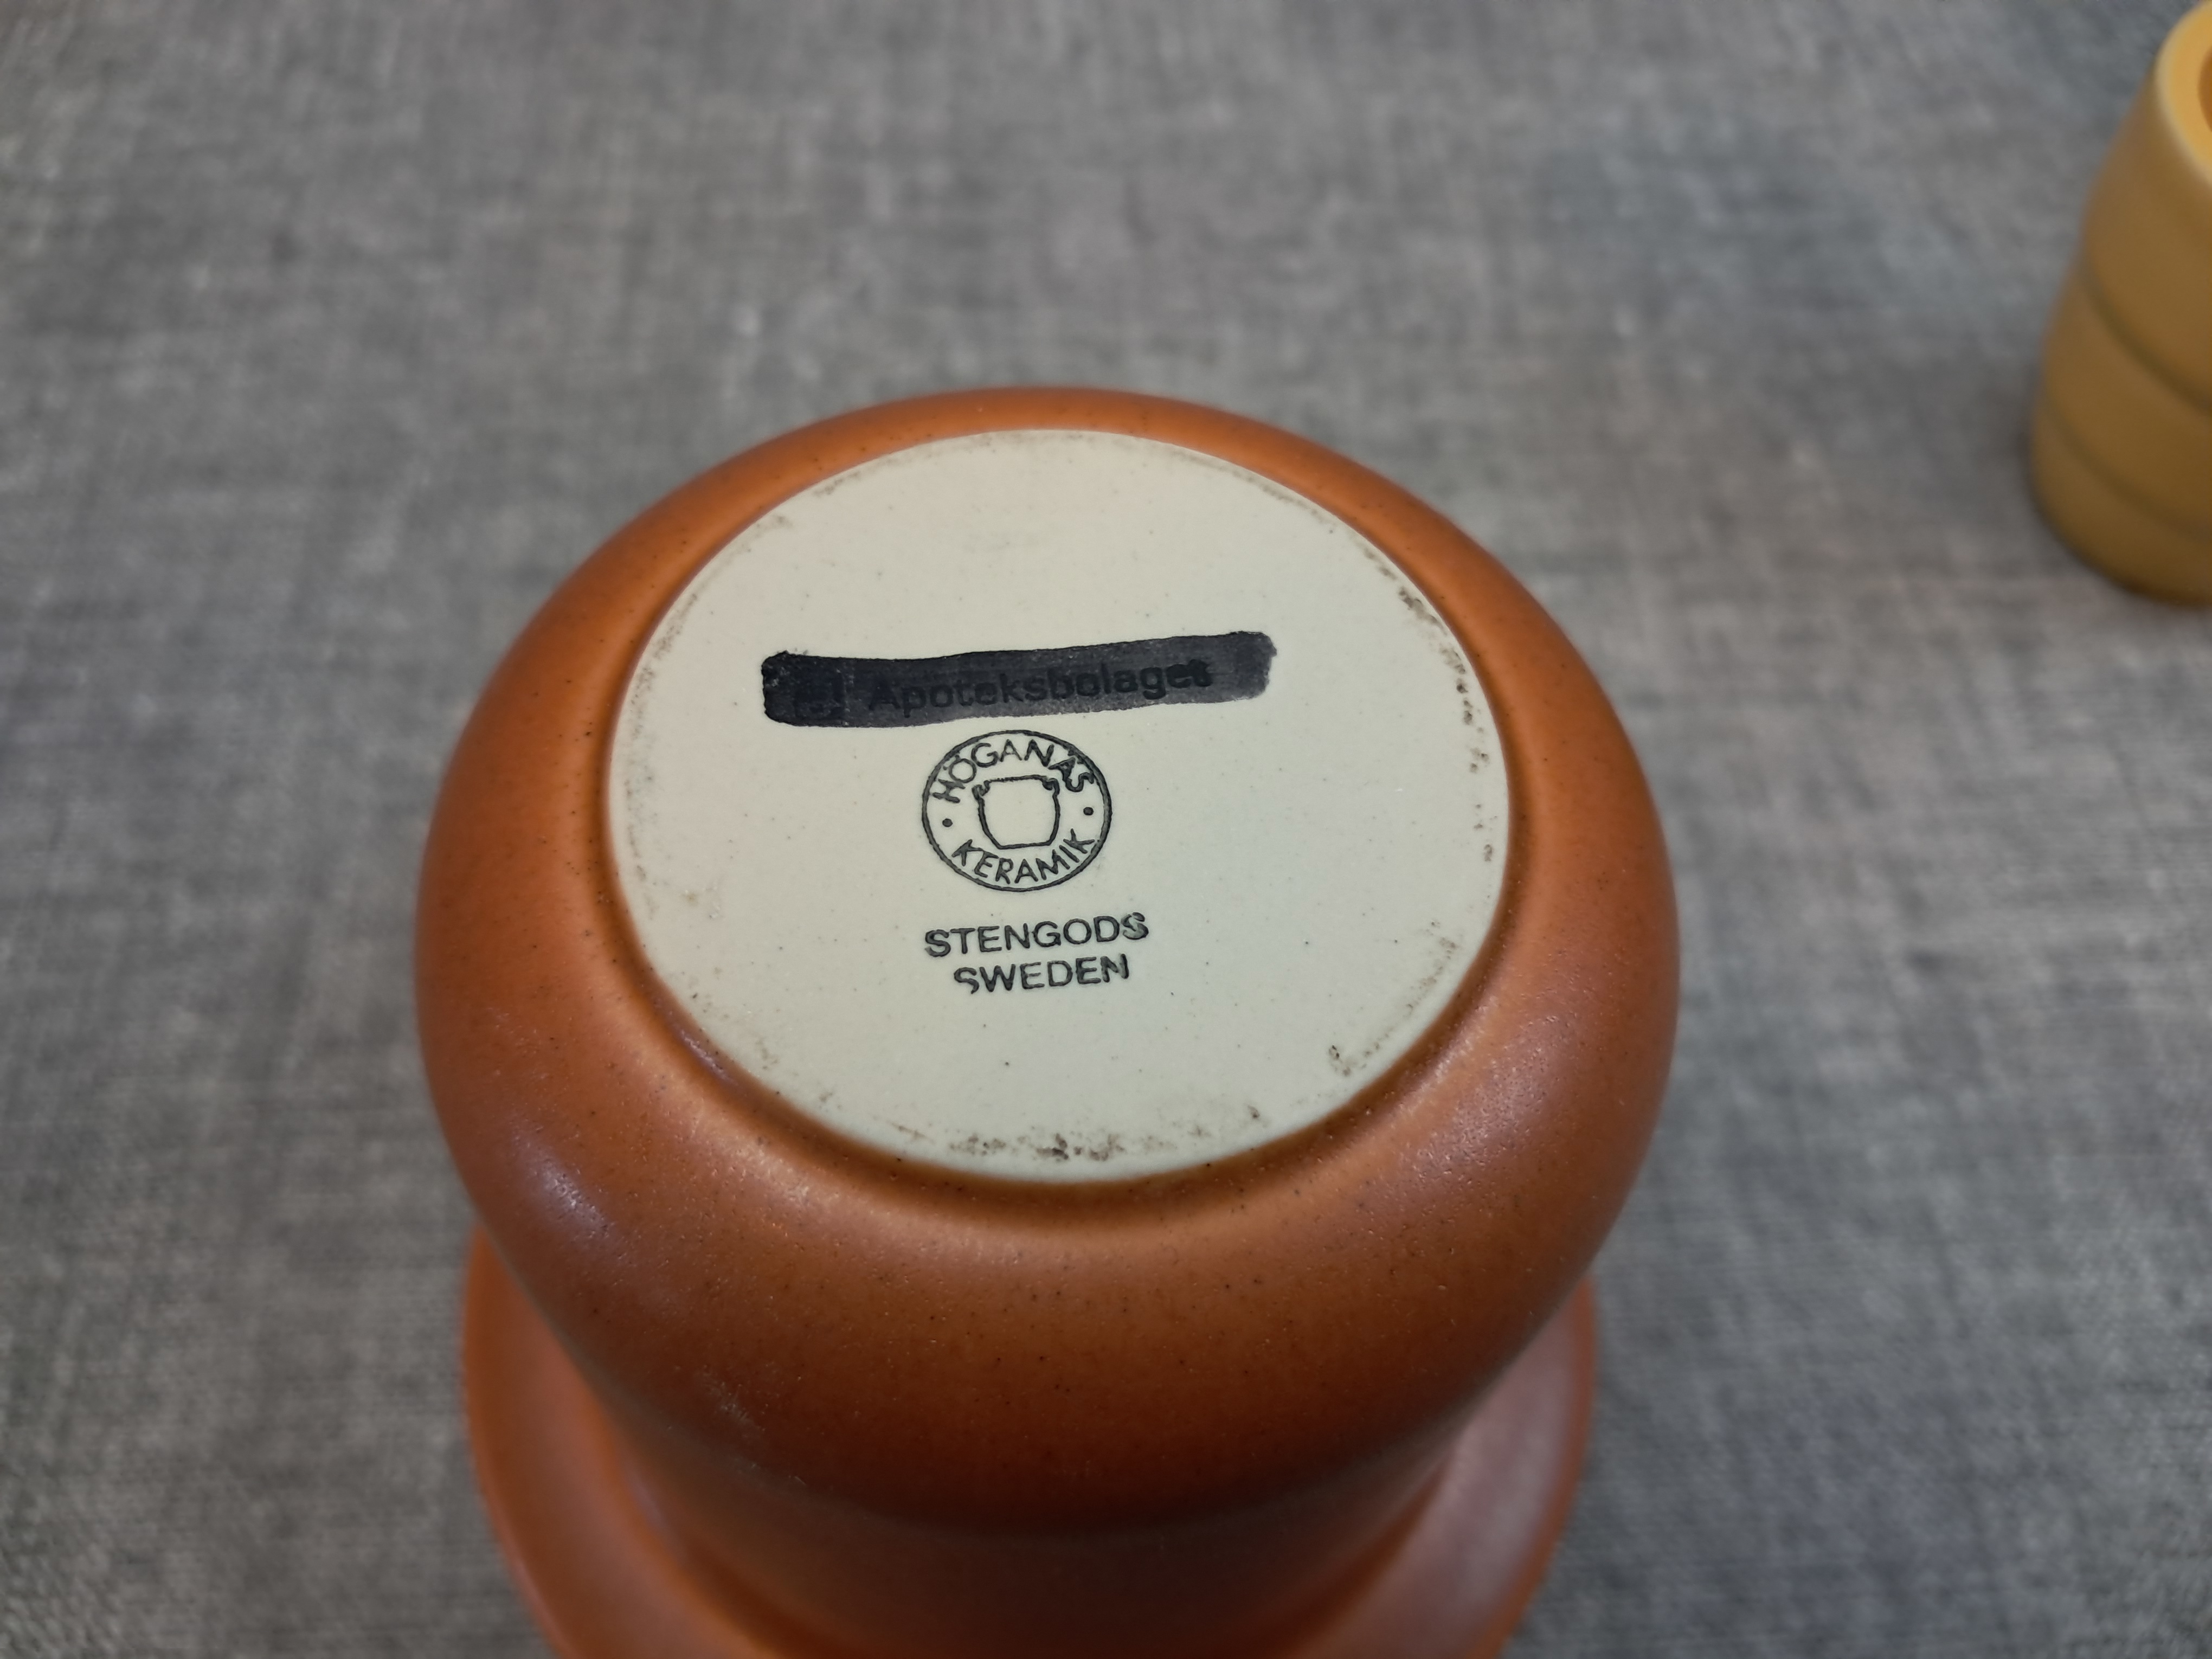 Apoteksbolaget
HÖGANÄS
KERAMIK
STENGODS
SWEDEN